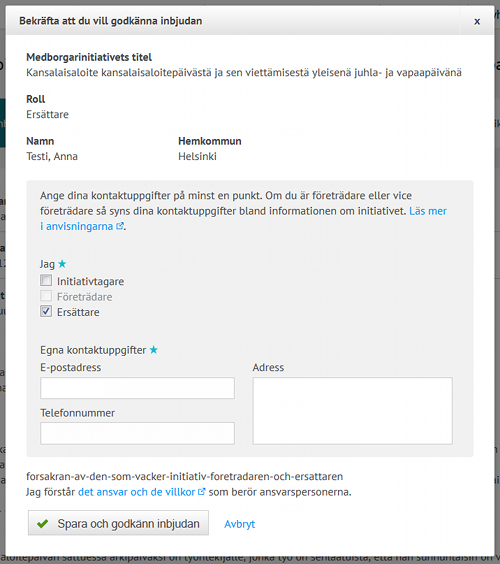 Bekräfta att du vill godkänna inbjudan
x
Medborgarinitiativets titel
Kansalaisaloite kansalaisaloitepäivästä ja sen viettämisestä yleisenä juhla- ja vapaapäivänä
Roll
Ersättare
Namn
Hemkommun
Testi, Anna
Helsinki
Ange dina kontaktuppgifter på minst en punkt. Om du är företrädare eller vice
företrädare så syns dina kontaktuppgifter bland informationen om initiativet. Läs mer
i anvisningarna.
Jag ★
Initiativtagare
Företrädare
Ersättare
Egna kontaktuppgifter ★
E-postadress
Adress
Telefonnummer
forsakran-av-den-som-vacker-initiativ-foretradaren-och-ersattaren
Jag förstår det ansvar och de villkor som berör ansvarspersonerna.
Spara och godkänn inbjudan
Avbryt